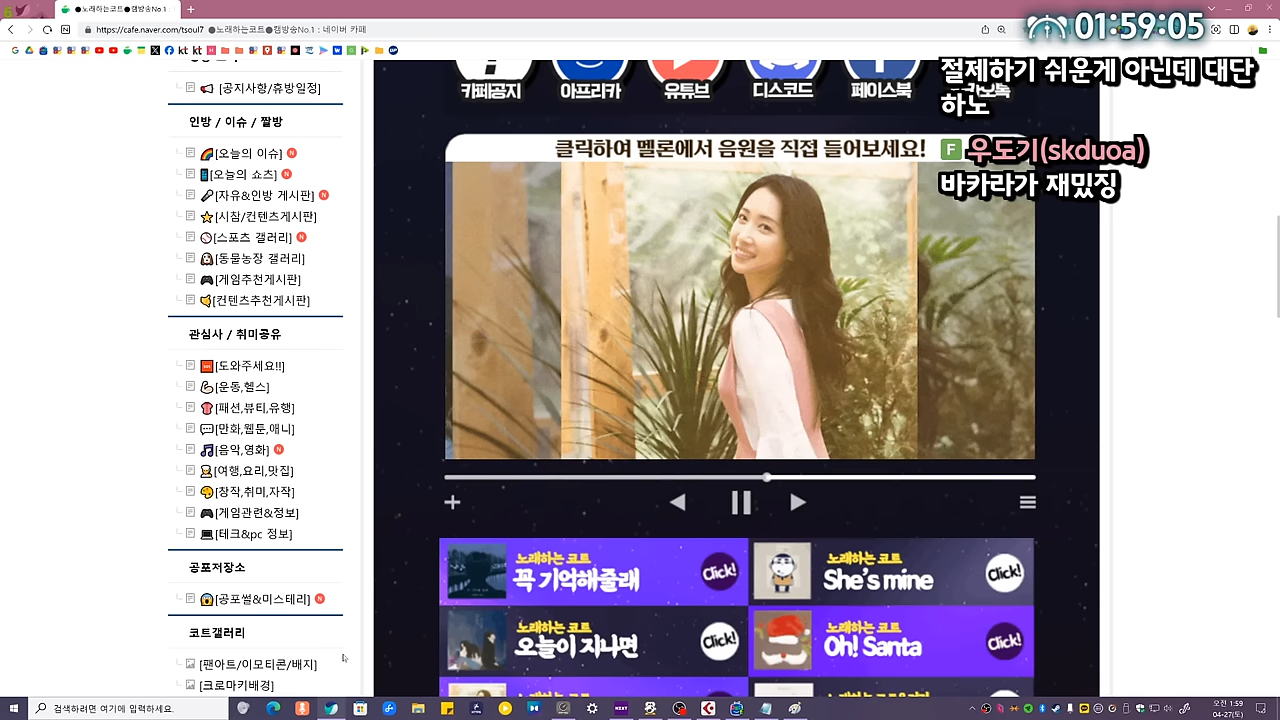 ●노래하는코트●캠방송No.1 :
01:59:05
https://cafe.naver.com/tsoul7 ●노래하는코트●캠방송No.1 : 네이버 카페
[공지사항/휴방일정]
인방 / 이슈 / 짤방
[오늘의 이슈] N
[오늘의 쇼츠] N
[자유&인방 게시판] N
[시참/컨텐츠게시판]
[스포츠 갤러리] N
[동물농장 갤러리]
[게임추천게시판]
[컨텐츠추천게시판]
관심사 / 취미공유
[도와주세요!!]
[운동,헬스]
[패션,뷰티,유행]
[만화,웹툰,애니]
[음악,영화] N
[여행,요리,맛집]
[창작,취미,자작]
[게임관련&정보]
[테크&pc 정보]
공포저장소
[공포썰&미스테리] N
코트갤러리
[팬아트/이모티콘/배지]
[크로마키배경]
카페공지 아프리카 유튜브 디스코드 페이스북
절제하기 쉬운게 아닌데 대단
하노
F 우도기(skduoa)
바카라가 재밌징
클릭하여 멜론에서 음원을 직접 들어보세요!
노래하는 코트
꼭 기억해줄래
Click!
노래하는 코트
She's mine
Click!
노래하는 코트
오늘이 지나면
Click!
노래하는 코트
Oh! Santa
Click!
검색하려면 여기에 입력하십시오.
오전 1:59
04-27(토)